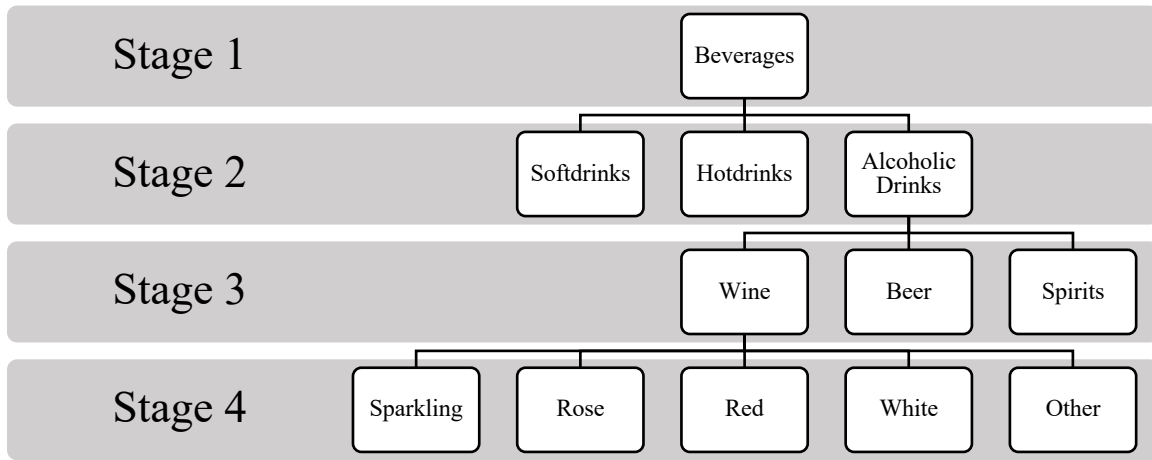 Stage 1
Beverages
Stage 2
Softdrinks
Hotdrinks
Alcoholic
Drinks
Stage 3
Wine
Beer
Spirits
Stage 4
Sparkling
Rose
Red
White
Other